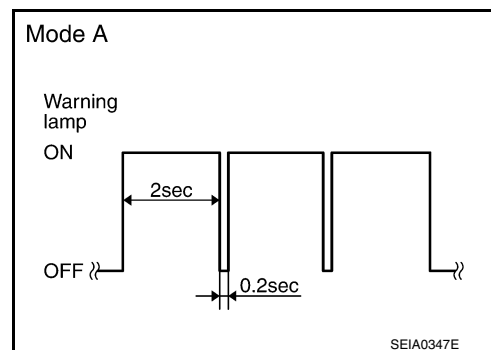 Mode A
Warning
lamp
ON
2sec
OFF
0.2sec
SEIA0347E